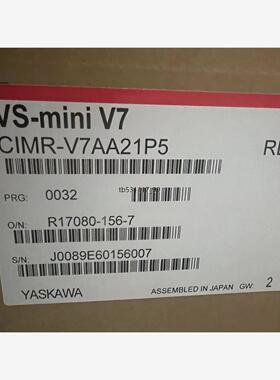 VS-mini V7
CIMR-V7AA21P5
PRG: 0032
O/N: R17080-156-7
S/N: J0089E60156007
YASKAWA ASSEMBLED IN JAPAN GW: 2